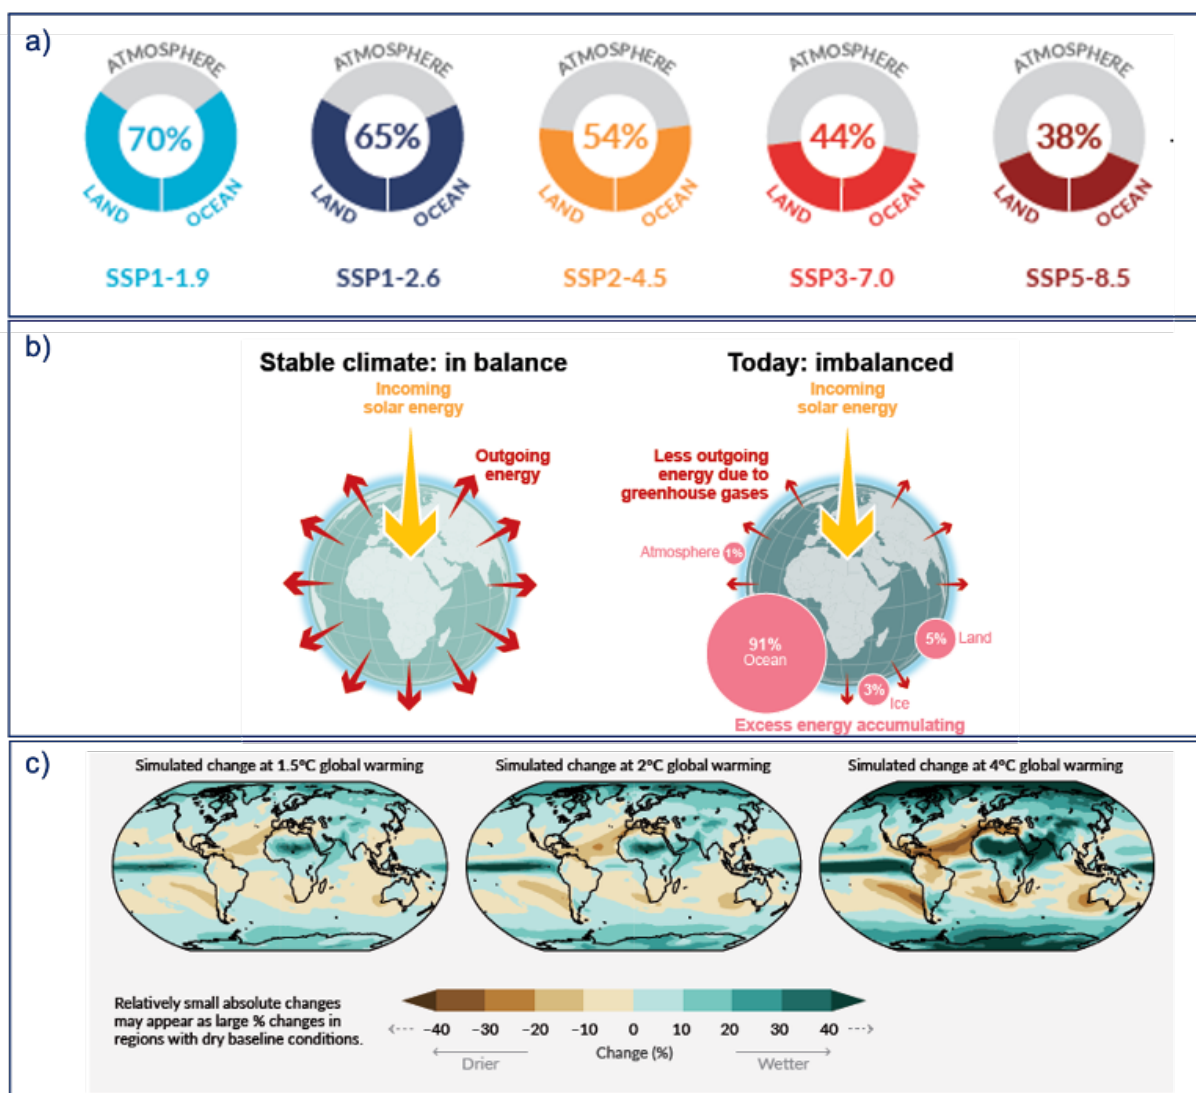 a)
ATMOSPHERE
70%
LAND
OCEAN
SSP1-1.9
ATMOSPHERE
65%
LAND
OCEAN
SSP1-2.6
ATMOSPHERE
54%
LAND
OCEAN
SSP2-4.5
ATMOSPHERE
44%
LAND
OCEAN
SSP3-7.0
ATMOSPHERE
38%
LAND
OCEAN
SSP5-8.5
b)
Stable climate: in balance
Incoming
solar energy
Outgoing
energy
Today: imbalanced
Incoming
solar energy
Less outgoing
energy due to
greenhouse gases
Atmosphere 1%
91%
Ocean
5% Land
3%
Ice
Excess energy accumulating
c)
Simulated change at 1.5°C global warming
Simulated change at 2°C global warming
Simulated change at 4°C global warming
Relatively small absolute changes
may appear as large % changes in
regions with dry baseline conditions.
−40 −30 −20 −10 0 10 20 30 40
Change (%)
Drier
Wetter